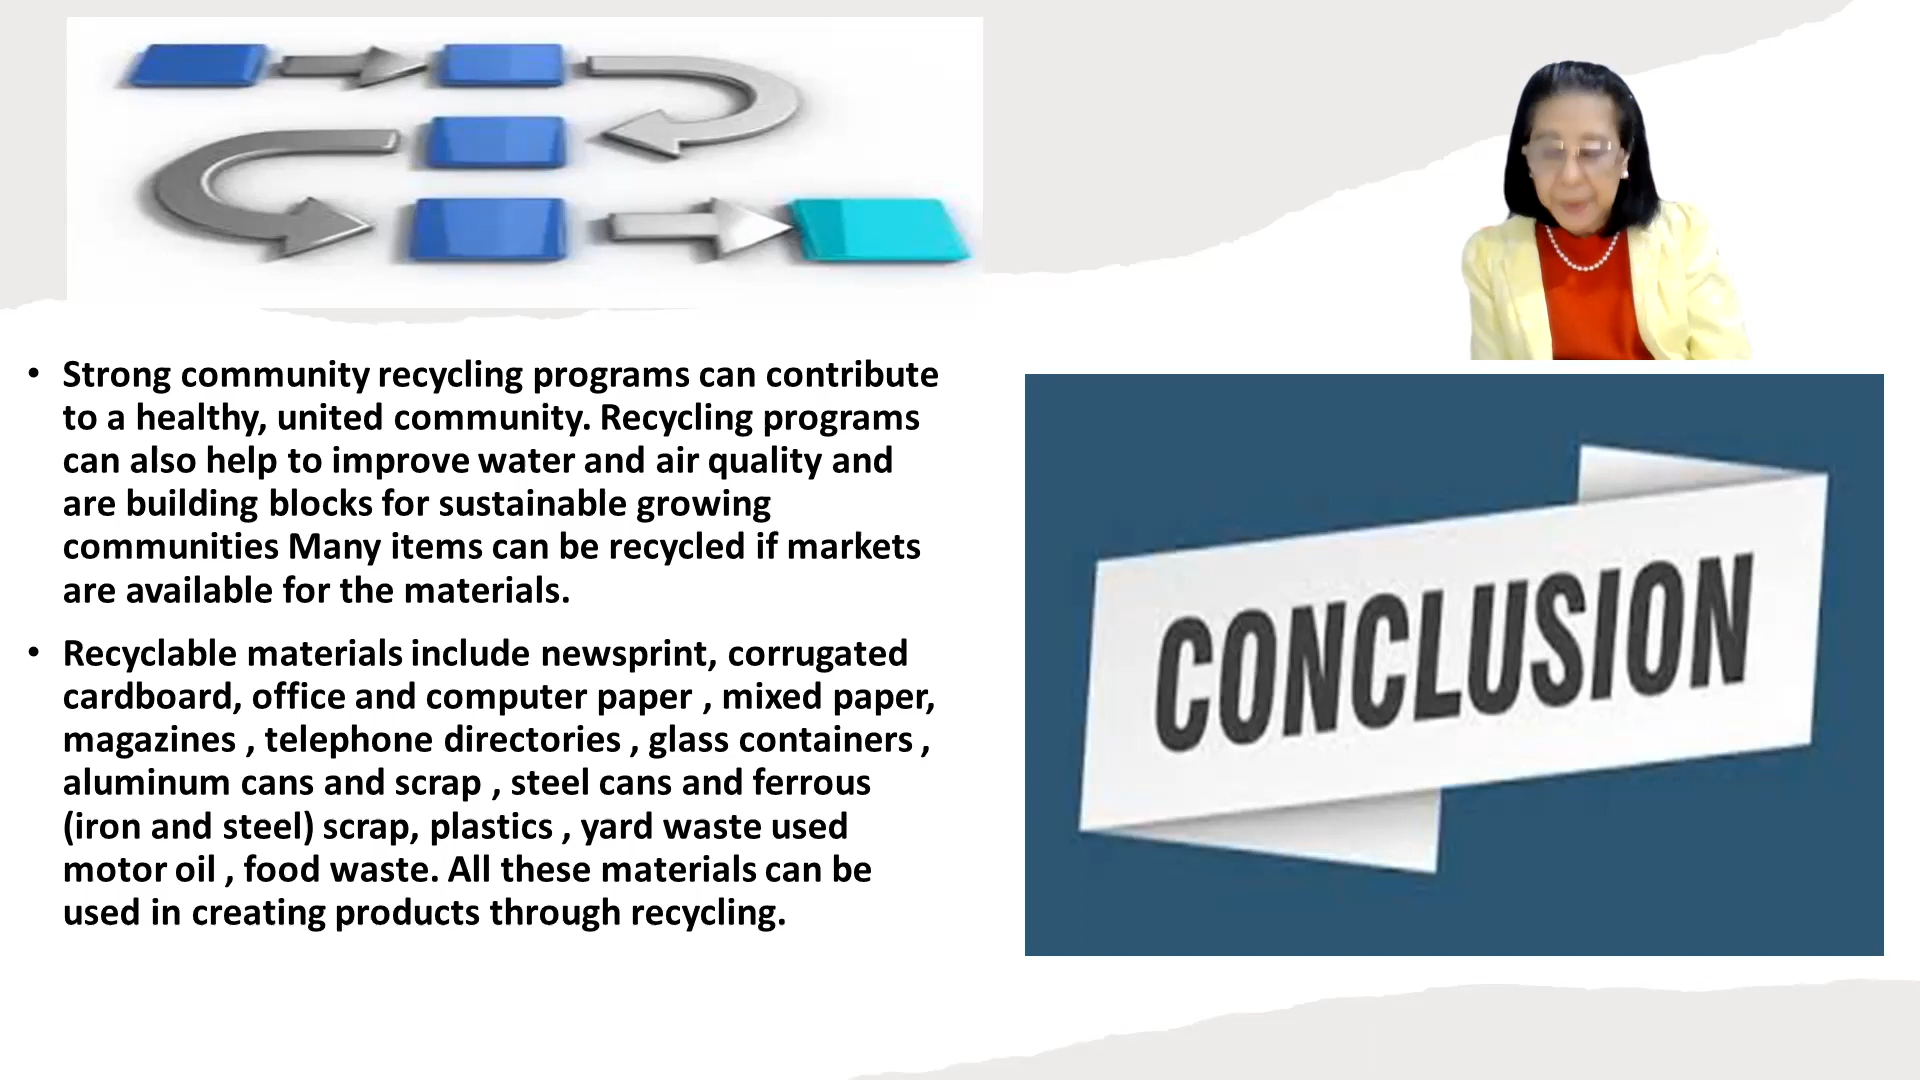 • Strong community recycling programs can contribute
to a healthy, united community. Recycling programs
can also help to improve water and air quality and
are building blocks for sustainable growing
communities Many items can be recycled if markets
are available for the materials.
• Recyclable materials include newsprint, corrugated
cardboard, office and computer paper , mixed paper,
magazines , telephone directories , glass containers ,
aluminum cans and scrap , steel cans and ferrous
(iron and steel) scrap, plastics , yard waste used
motor oil , food waste. All these materials can be
used in creating products through recycling.
CONCLUSION